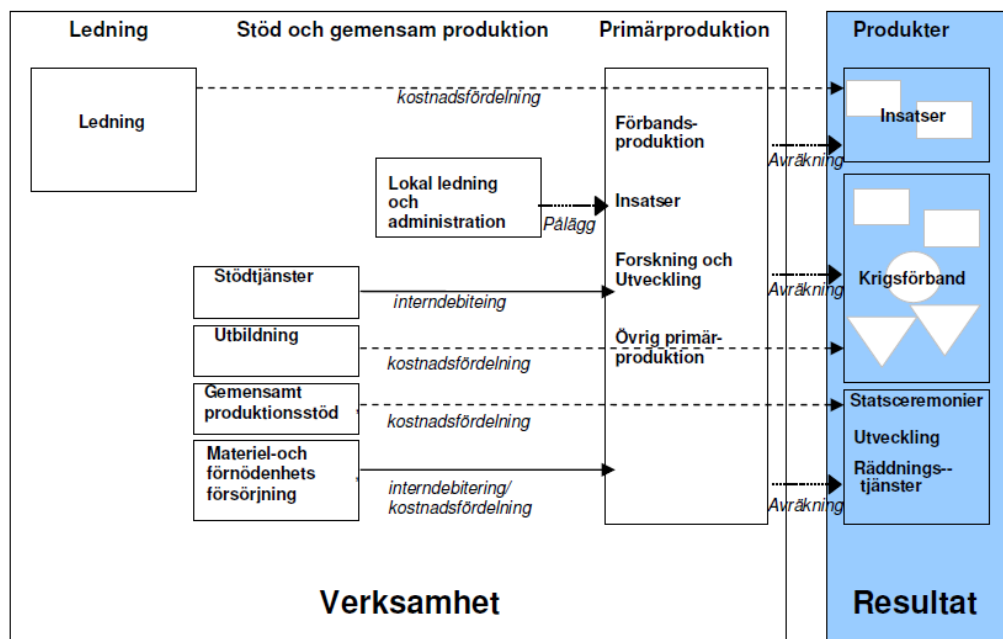 Ledning
Stöd och gemensam produktion
Primärproduktion
Produkter
Ledning
kostnadsfördelning
Insatser
Förbands-
produktion
Avräkning
Lokal ledning
och
administration
Pålägg
Insatser
Stödtjänster
interndebiteing
Forskning och
Utveckling
Avräkning
Krigsförband
Utbildning
kostnadsfördelning
Övrig primär-
produktion
Gemensamt
produktionsstöd
kostnadsfördelning
Statsceremonier
Utveckling
Räddnings--
tjänster
Materiel-och
förnödenhets
försörjning
interndebitering/
kostnadsfördelning
Avräkning
Verksamhet
Resultat